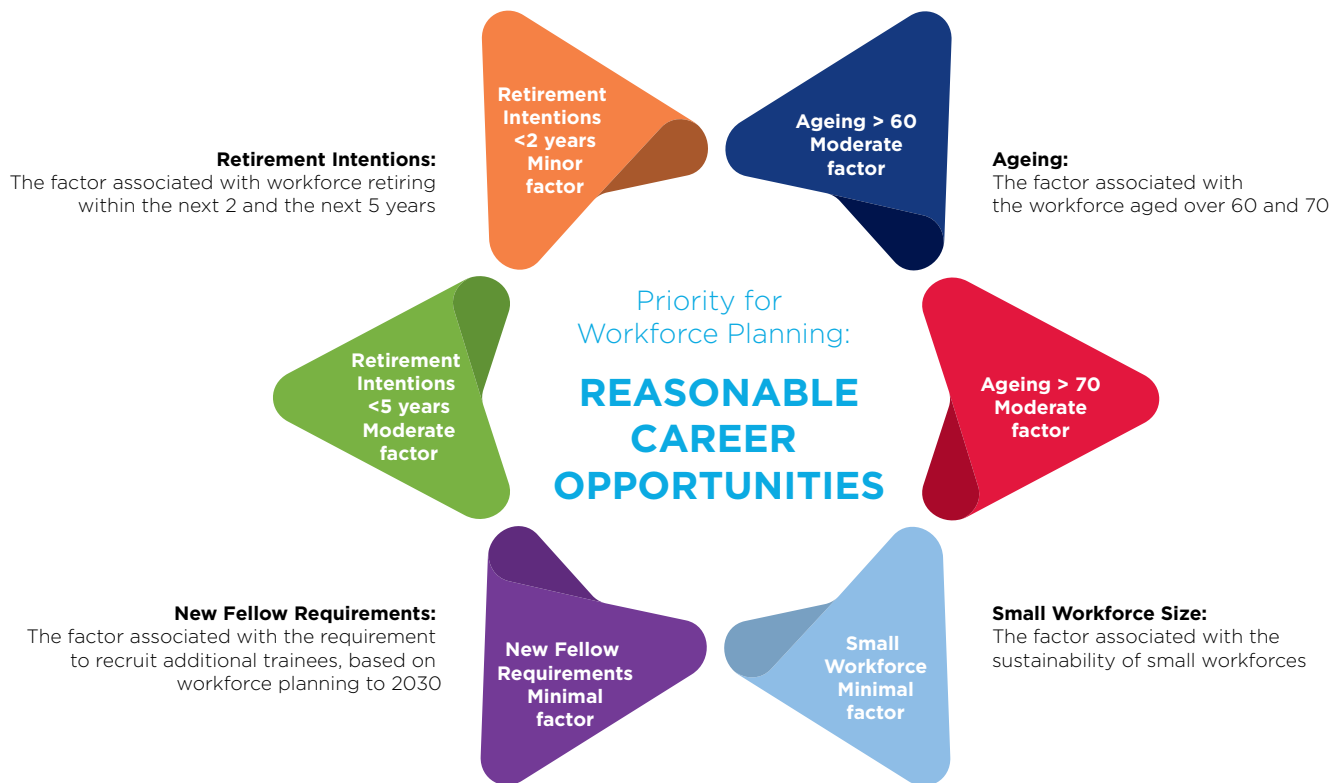 Retirement
Intentions
<2 years
Minor
factor
Ageing > 60
Moderate
factor
Retirement Intentions:
The factor associated with workforce retiring
within the next 2 and the next 5 years
Ageing:
The factor associated with
the workforce aged over 60 and 70
Priority for
Workforce Planning:
REASONABLE
CAREER
OPPORTUNITIES
Retirement
Intentions
<5 years
Moderate
factor
Ageing > 70
Moderate
factor
New Fellow Requirements:
The factor associated with the requirement
to recruit additional trainees, based on
workforce planning to 2030
New Fellow
Requirements
Minimal
factor
Small
Workforce
Minimal
factor
Small Workforce Size:
The factor associated with the
sustainability of small workforces